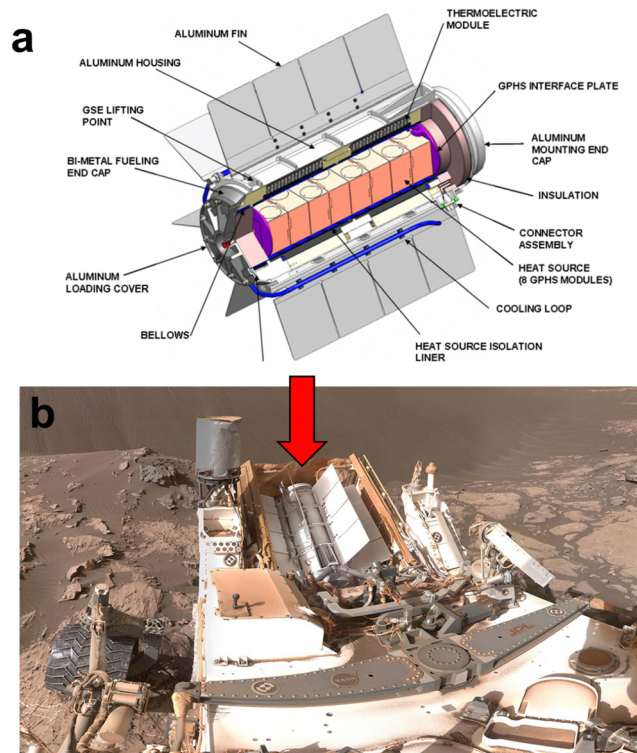 a
ALUMINUM FIN
THERMOELECTRIC
MODULE
ALUMINUM HOUSING
GPHS INTERFACE PLATE
GSE LIFTING
POINT
BI-METAL FUELING
END CAP
ALUMINUM
MOUNTING END
CAP
INSULATION
CONNECTOR
ASSEMBLY
HEAT SOURCE
(8 GPHS MODULES)
ALUMINUM
LOADING COVER
COOLING LOOP
BELLOWS
HEAT SOURCE ISOLATION
LINER
b
JPL
NASA